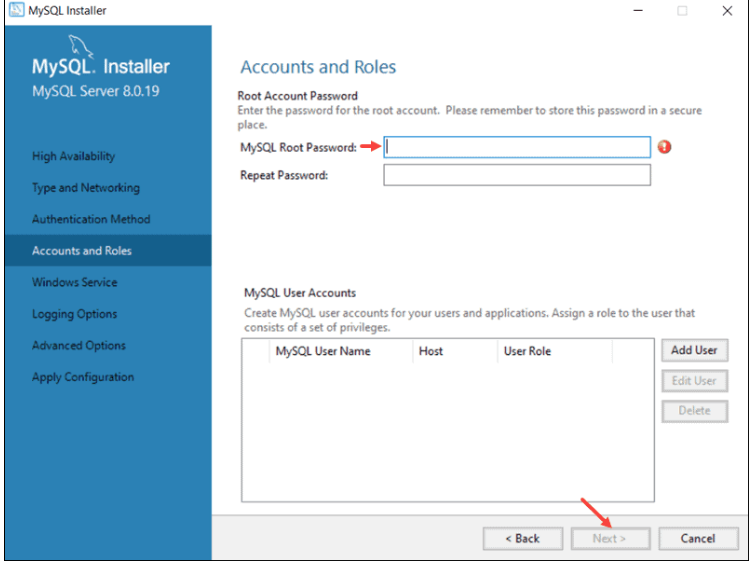 MySQL Installer
MySQL. Installer
MySQL Server 8.0.19
High Availability
Type and Networking
Authentication Method
Accounts and Roles
Windows Service
Logging Options
Advanced Options
Apply Configuration
Accounts and Roles
Root Account Password
Enter the password for the root account. Please remember to store this password in a secure
place.
MySQL Root Password:
Repeat Password:
MySQL User Accounts
Create MySQL user accounts for your users and applications. Assign a role to the user that
consists of a set of privileges.
MySQL User Name Host User Role
Add User
Edit User
Delete
< Back Next > Cancel